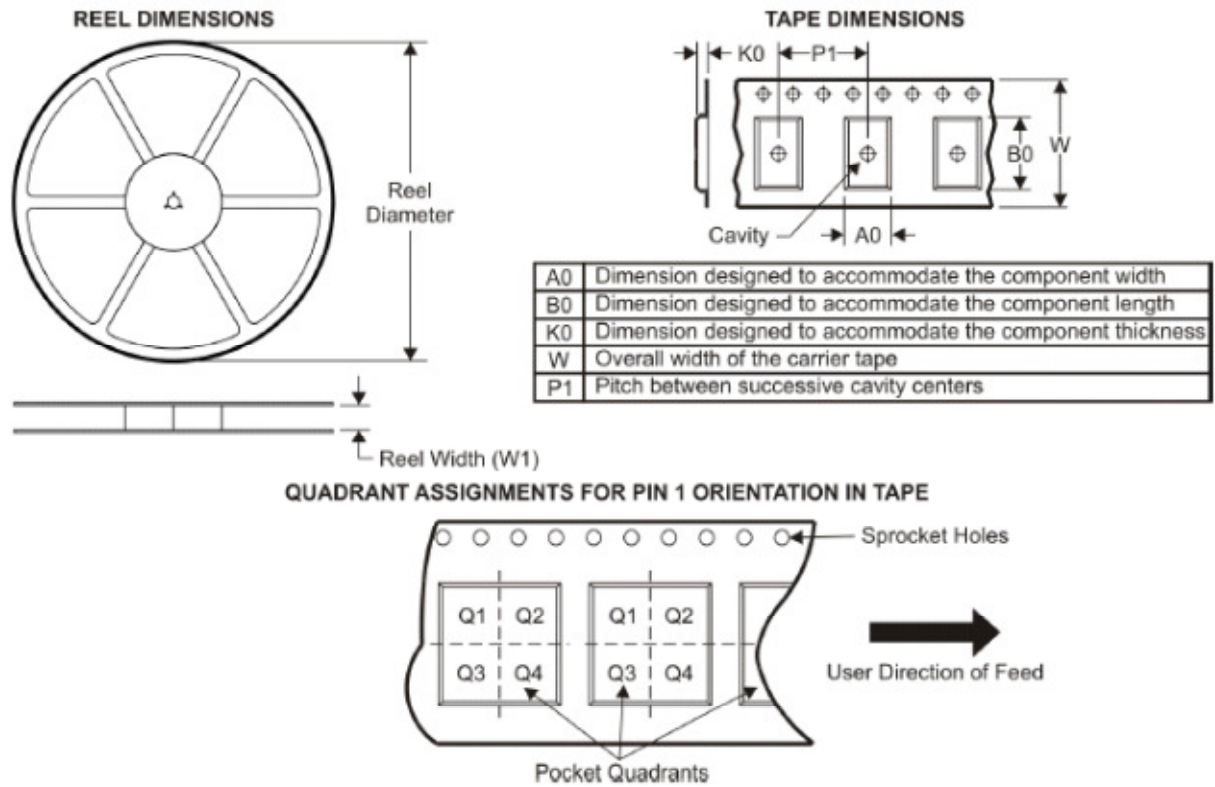 REEL DIMENSIONS
Reel
Diameter
Reel Width (W1)
TAPE DIMENSIONS
K0 P1
B0 W
Cavity A0
A0 Dimension designed to accommodate the component width
B0 Dimension designed to accommodate the component length
K0 Dimension designed to accommodate the component thickness
W Overall width of the carrier tape
P1 Pitch between successive cavity centers
QUADRANT ASSIGNMENTS FOR PIN 1 ORIENTATION IN TAPE
Sprocket Holes
Q1 Q2 Q1 Q2
Q3 Q4 Q3 Q4
User Direction of Feed
Pocket Quadrants